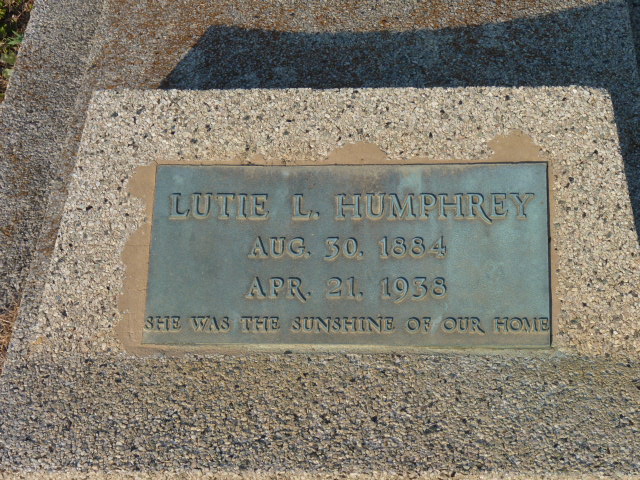 LUTIE L. HUMPHREY
AUG. 30, 1884
APR. 21, 1938
SHE WAS THE SUNSHINE OF OUR HOME